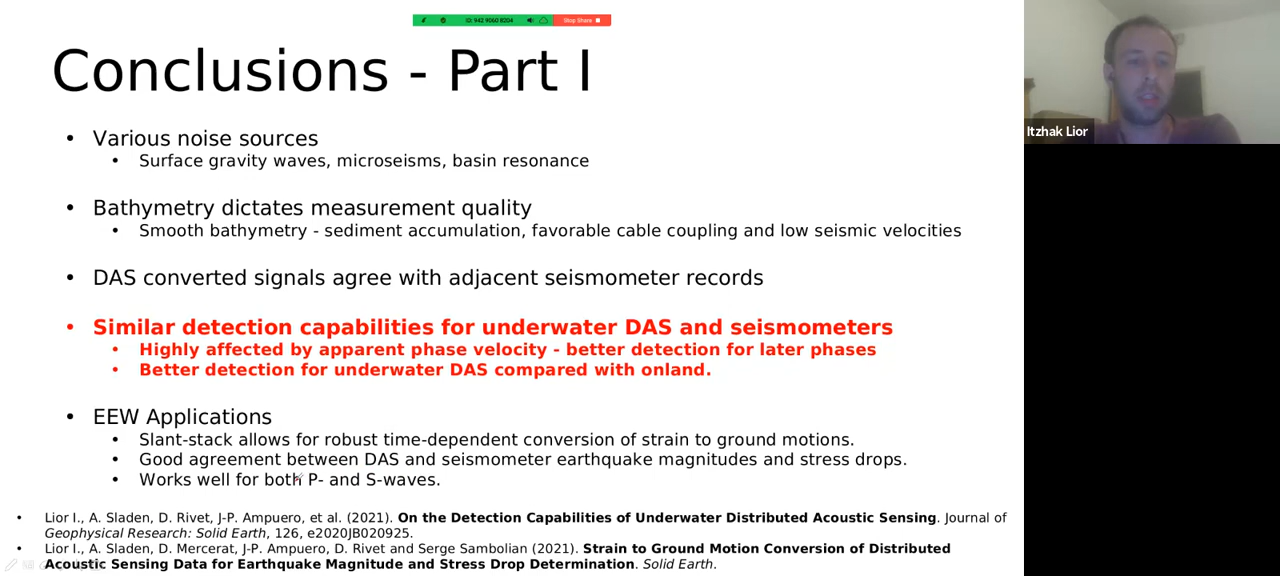 ID: 942 9060 8204 Stop Share
Conclusions - Part I
• Various noise sources
• Surface gravity waves, microseisms, basin resonance
• Bathymetry dictates measurement quality
• Smooth bathymetry - sediment accumulation, favorable cable coupling and low seismic velocities
• DAS converted signals agree with adjacent seismometer records
• Similar detection capabilities for underwater DAS and seismometers
• Highly affected by apparent phase velocity - better detection for later phases
• Better detection for underwater DAS compared with onland.
• EEW Applications
• Slant-stack allows for robust time-dependent conversion of strain to ground motions.
• Good agreement between DAS and seismometer earthquake magnitudes and stress drops.
• Works well for both P- and S-waves.
• Lior I., A. Sladen, D. Rivet, J-P. Ampuero, et al. (2021). On the Detection Capabilities of Underwater Distributed Acoustic Sensing. Journal of
Geophysical Research: Solid Earth, 126, e2020JB020925.
• Lior I., A. Sladen, D. Mercerat, J-P. Ampuero, D. Rivet and Serge Sambolian (2021). Strain to Ground Motion Conversion of Distributed
Acoustic Sensing Data for Earthquake Magnitude and Stress Drop Determination. Solid Earth.
Itzhak Lior